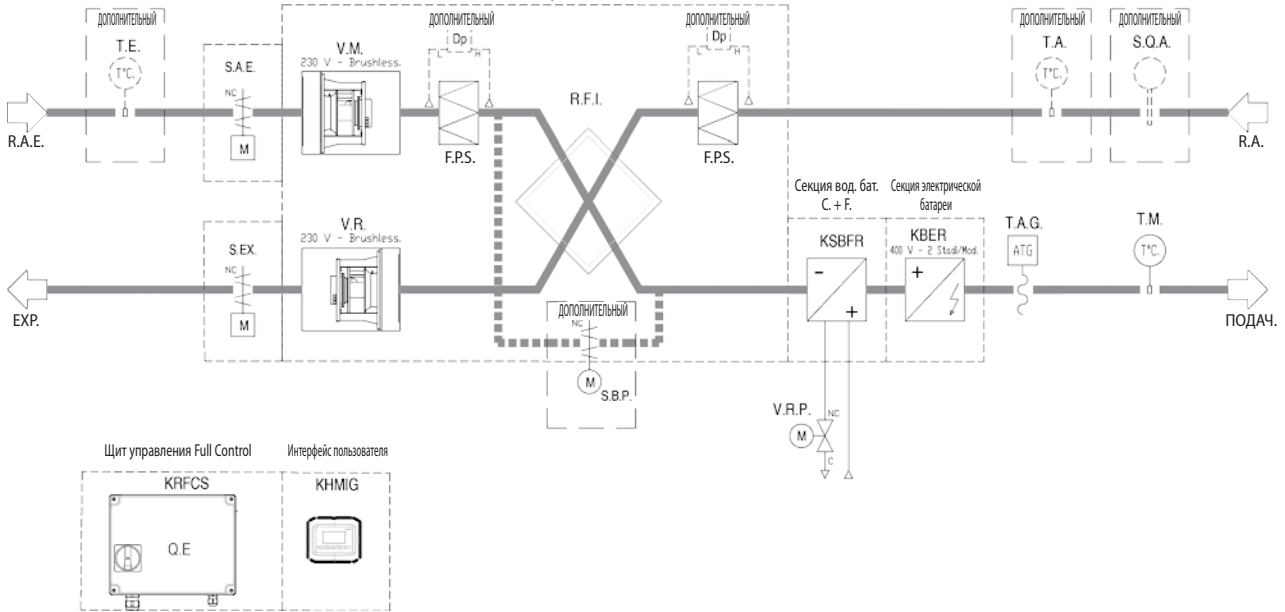 дополнительный
T.E.
T°C.
S.A.E.
NC
M
V.M.
230 V - Brushless.
дополнительный
Dp
L
H
F.P.S.
R.F.I.
дополнительный
Dp
L
H
F.P.S.
дополнительный
T.A.
T°C.
дополнительный
S.Q.A.
R.A.E.
R.A.
S.EX.
NC
M
V.R.
230 V - Brushless.
Секция вод. бат.
C. + F.
KSBFR
-
+
Секция электрической
батареи
KBER
400 V - 2 Stadi/Mod.
+
T.A.G.
ATG
T.M.
T°C.
EXP.
ПОДАЧ.
дополнительный
NC
M
S.B.P.
V.R.P.
NC
M
C
Щит управления Full Control
KRFCS
Q.E
Интерфейс пользователя
KHMIG